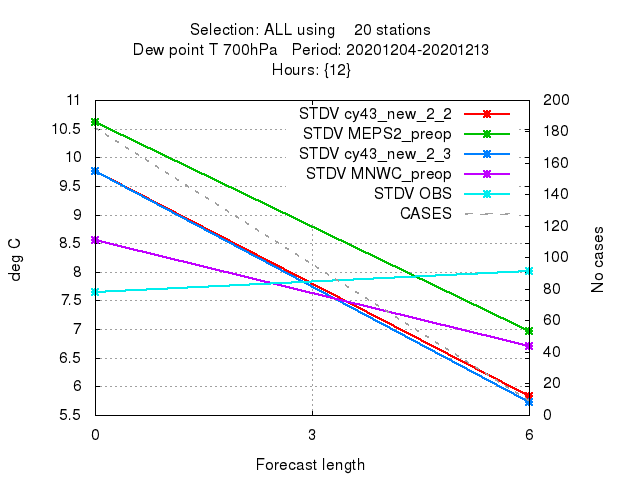 Selection: ALL using    20 stations
Dew point T 700hPa   Period: 20201204-20201213
Hours: {12}
STDV cy43_new_2_2
STDV MEPS2_preop
STDV cy43_new_2_3
STDV MNWC_preop
STDV OBS
CASES
deg C
11
10.5
10
9.5
9
8.5
8
7.5
7
6.5
6
5.5
No cases
200
180
160
140
120
100
80
60
40
20
0
0 3 6
Forecast length